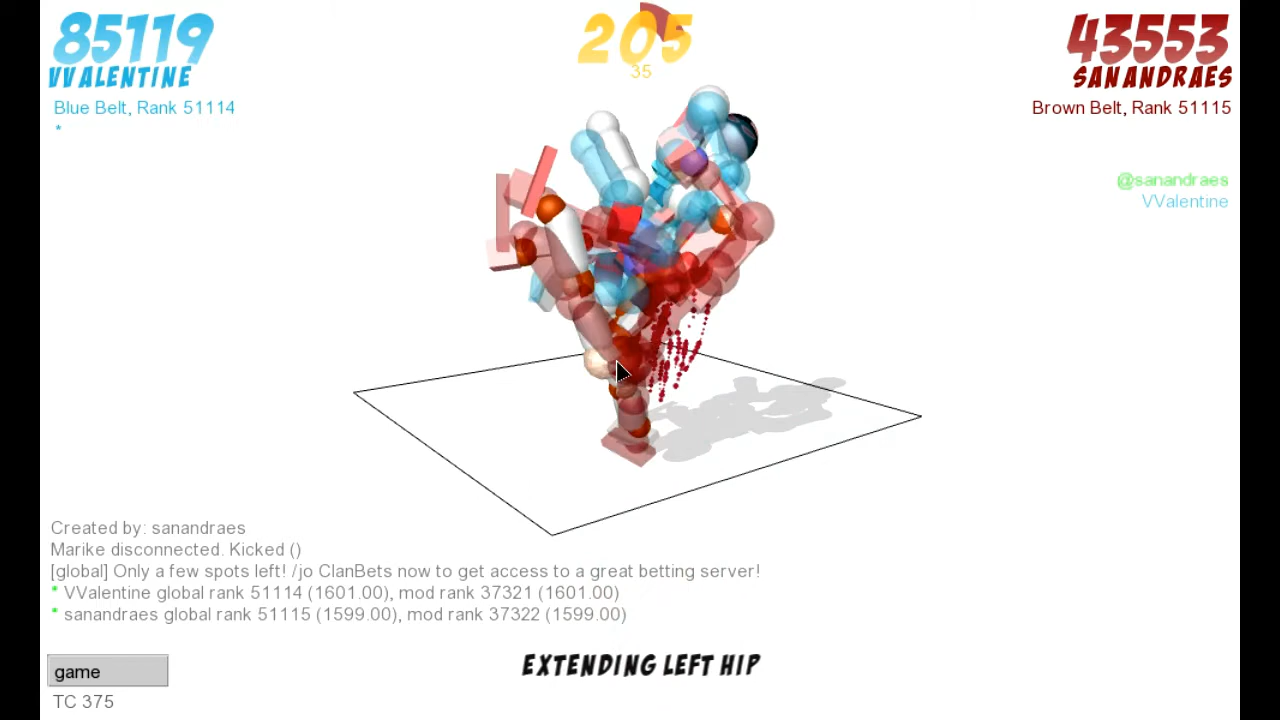 85119
VVALENTINE
Blue Belt, Rank 51114
*
205
35
43553
SANANDRAES
Brown Belt, Rank 51115
@sanandraes
VValentine
Created by: sanandraes
Marike disconnected. Kicked ()
[global] Only a few spots left! /jo ClanBets now to get access to a great betting server!
* VValentine global rank 51114 (1601.00), mod rank 37321 (1601.00)
* sanandraes global rank 51115 (1599.00), mod rank 37322 (1599.00)
game
TC 375
EXTENDING LEFT HIP